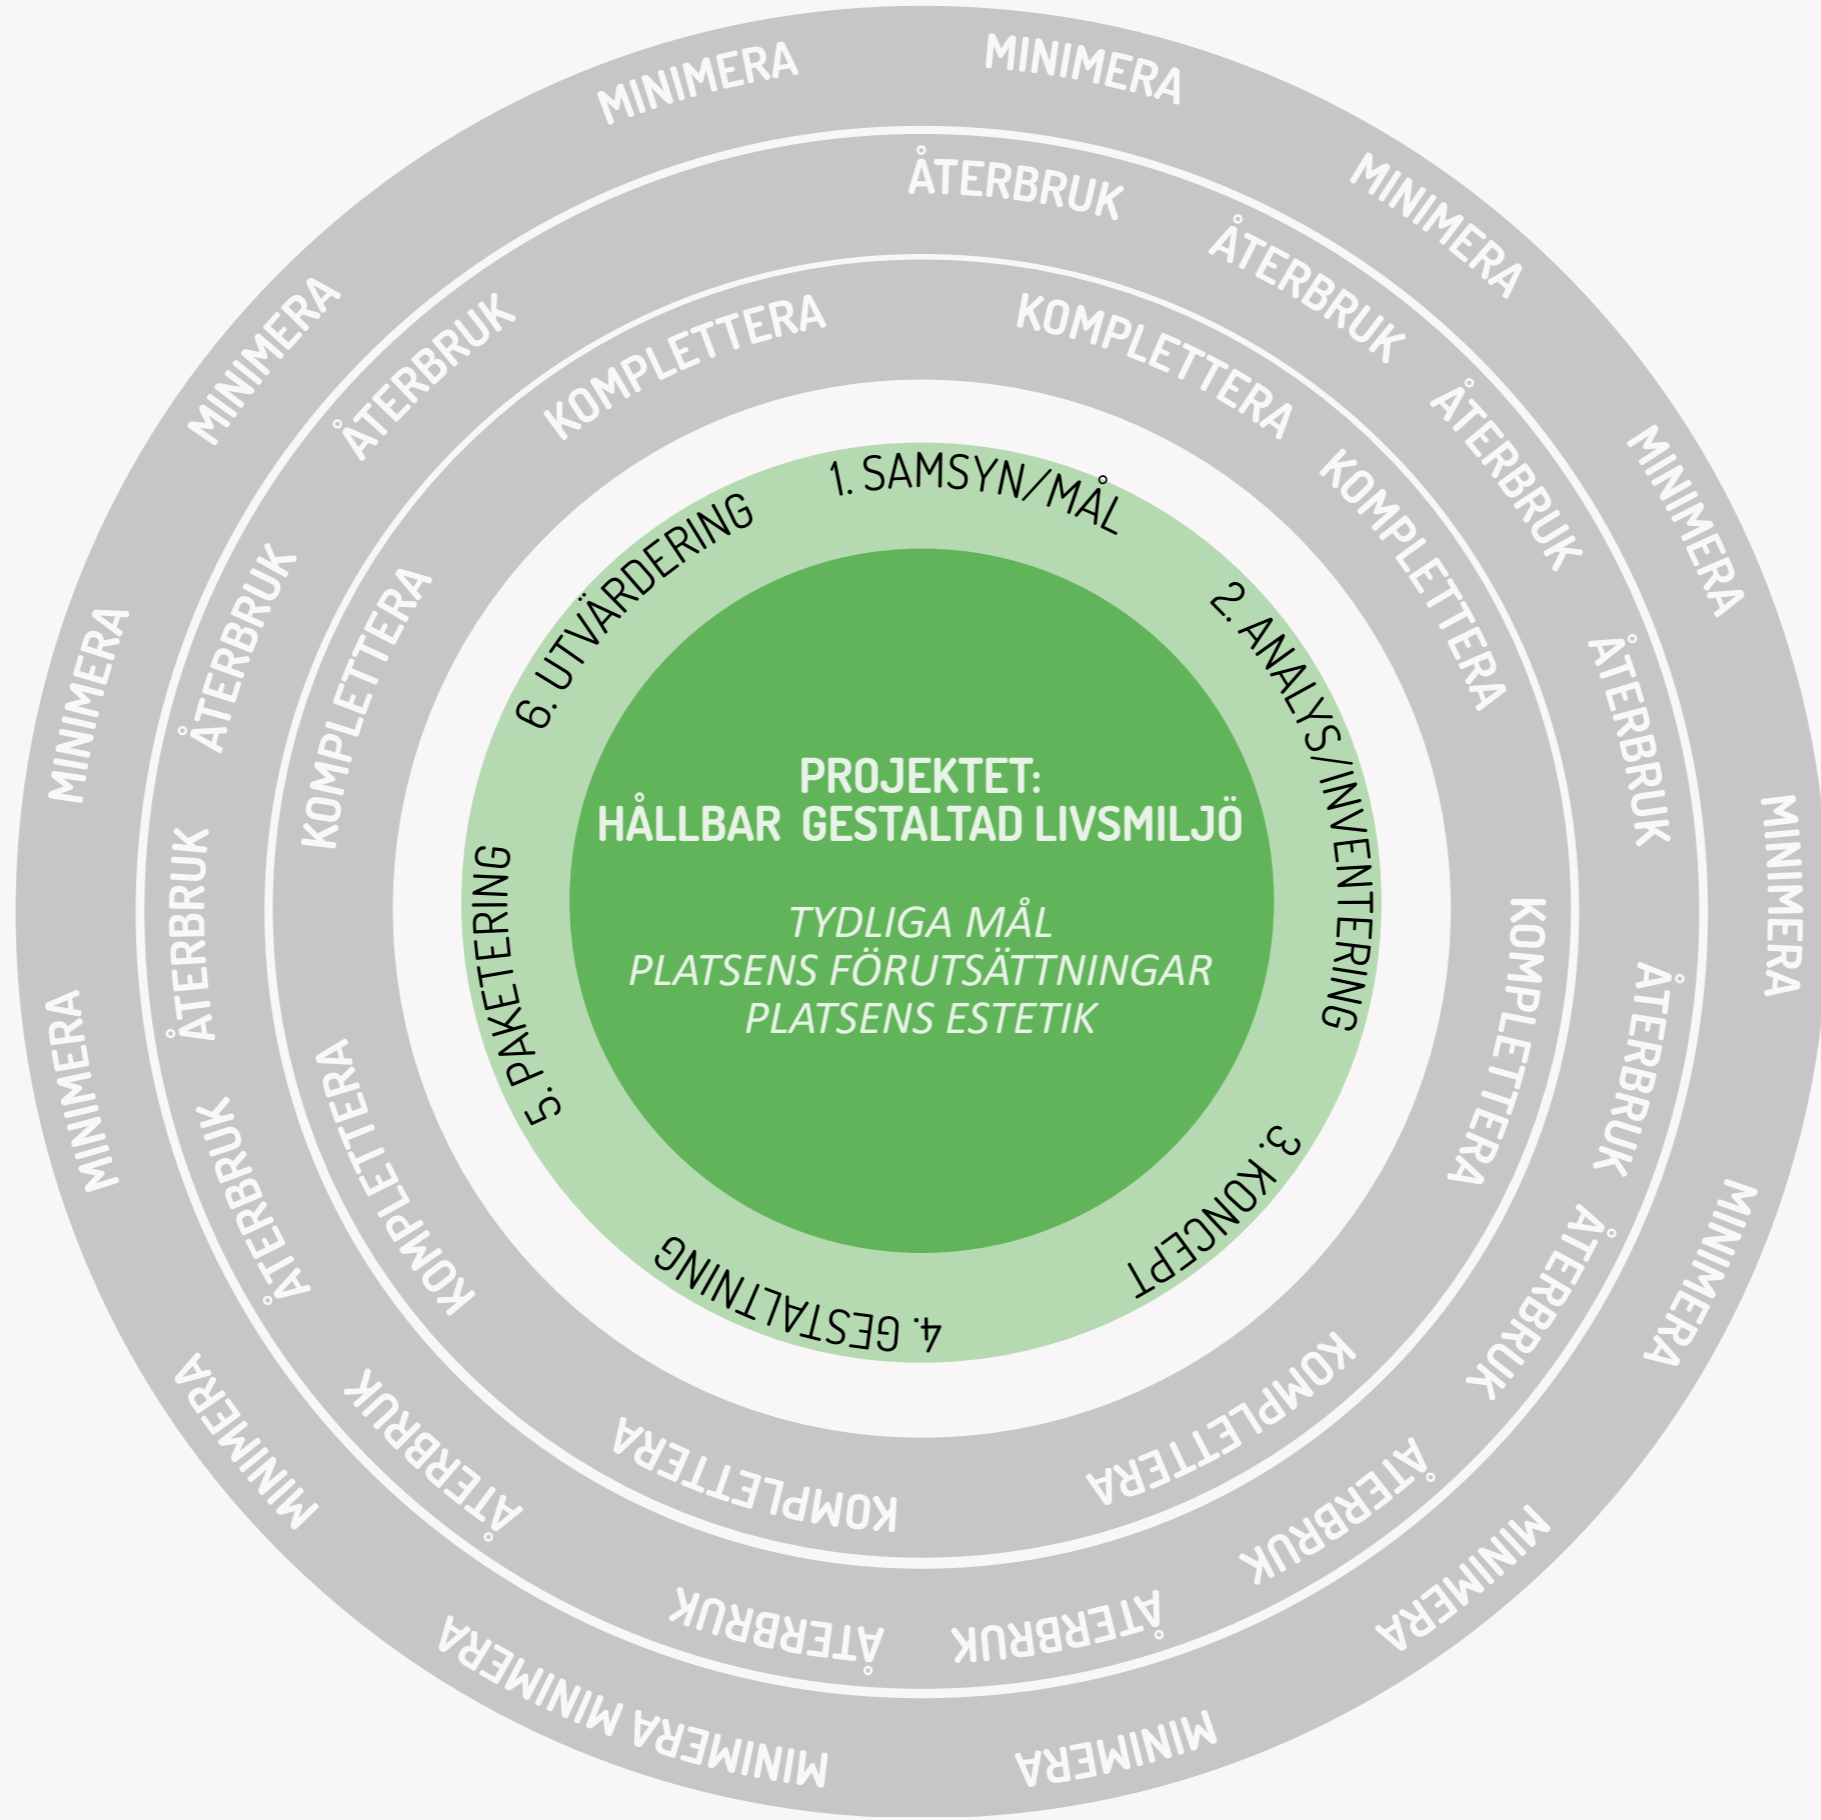 MINIMERA
MINIMERA
MINIMERA
MINIMERA
MINIMERA
MINIMERA
MINIMERA
MINIMERA MINIMERA
MINIMERA
MINIMERA
MINIMERA
MINIMERA
MINIMERA
ÅTERBRUK
ÅTERBRUK
ÅTERBRUK
ÅTERBRUK
ÅTERBRUK
ÅTERBRUK
ÅTERBRUK
ÅTERBRUK
ÅTERBRUK
ÅTERBRUK
ÅTERBRUK
ÅTERBRUK
ÅTERBRUK
ÅTERBRUK
KOMPLETTERA
KOMPLETTERA
KOMPLETTERA
KOMPLETTERA
KOMPLETTERA
KOMPLETTERA
KOMPLETTERA
KOMPLETTERA
1. SAMSYN/MÅL
2. ANALYS/INVENTERING
3. KONCEPT
4. GESTALTNING
5. PAKETERING
6. UTVÄRDERING
PROJEKTET:
HÅLLBAR GESTALTAD LIVSMILJÖ
TYDLIGA MÅL
PLATSENS FÖRUTSÄTTNINGAR
PLATSENS ESTETIK